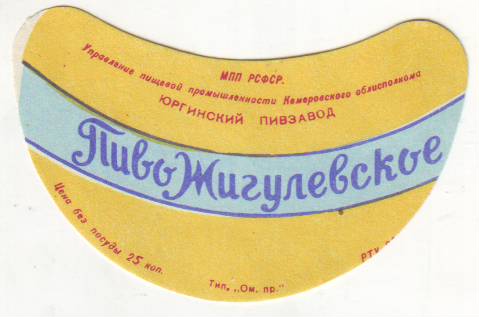 МПП РСФСР.
Управление пищевой промышленности Кемеровского облисполкома
ЮРГИНСКИЙ ПИВЗАВОД
Пиво Жигулевское
Цена без посуды 25 коп.
Тип. „Ом. пр."
РТУ